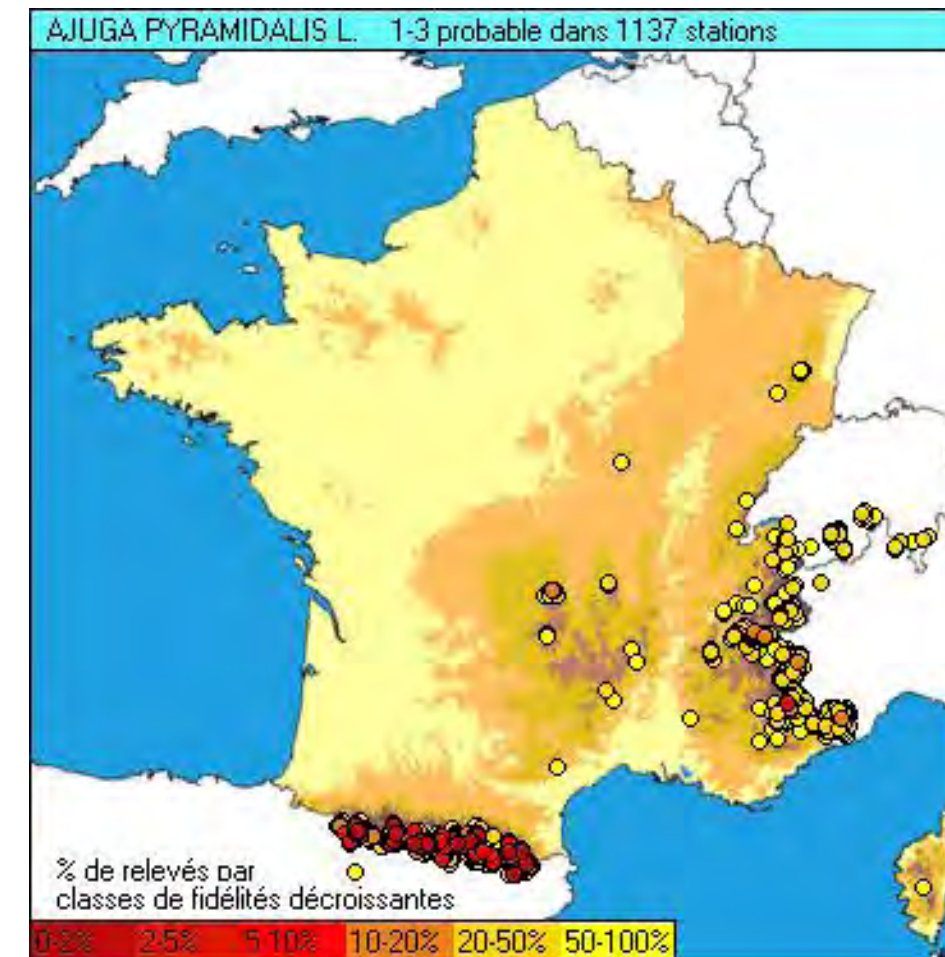 AJUGA PYRAMIDALIS L. 1-3 probable dans 1137 stations
% de relevés par
classes de fidélités décroissantes
0-2% 2-5% 5-10% 10-20% 20-50% 50-100%